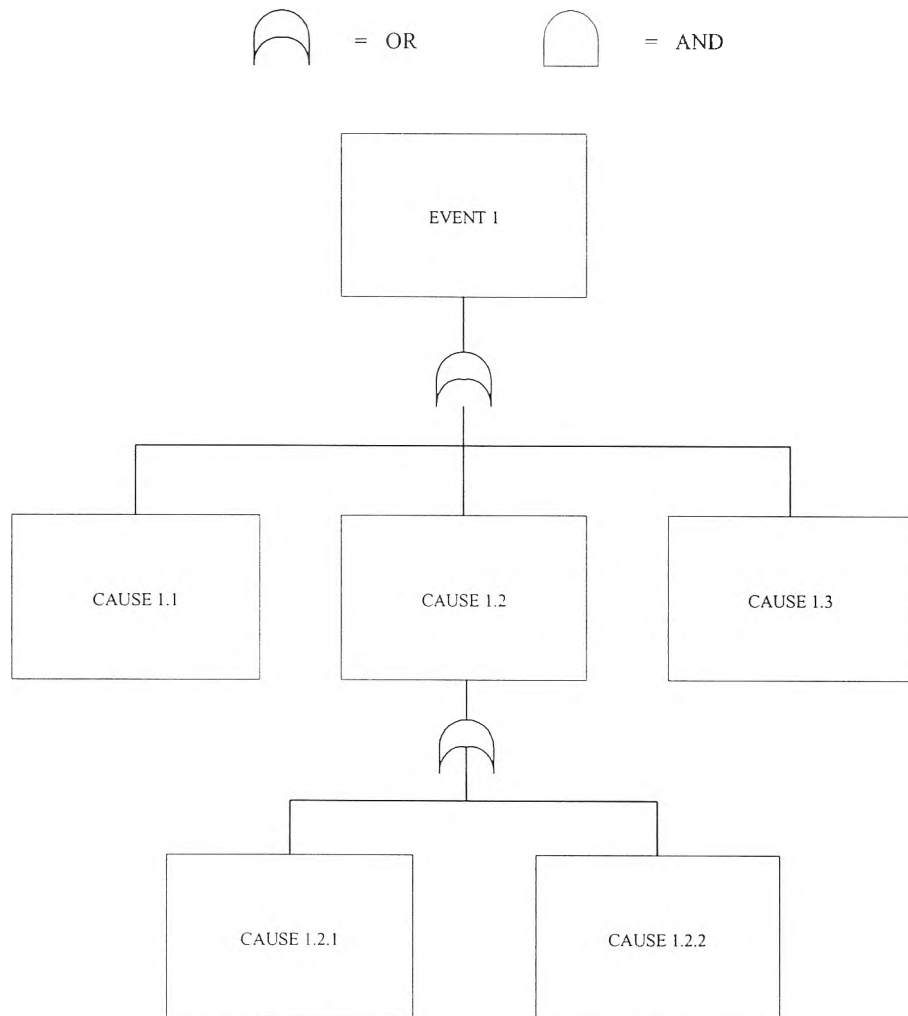 = OR = AND
EVENT 1
CAUSE 1.1 CAUSE 1.2 CAUSE 1.3
CAUSE 1.2.1 CAUSE 1.2.2